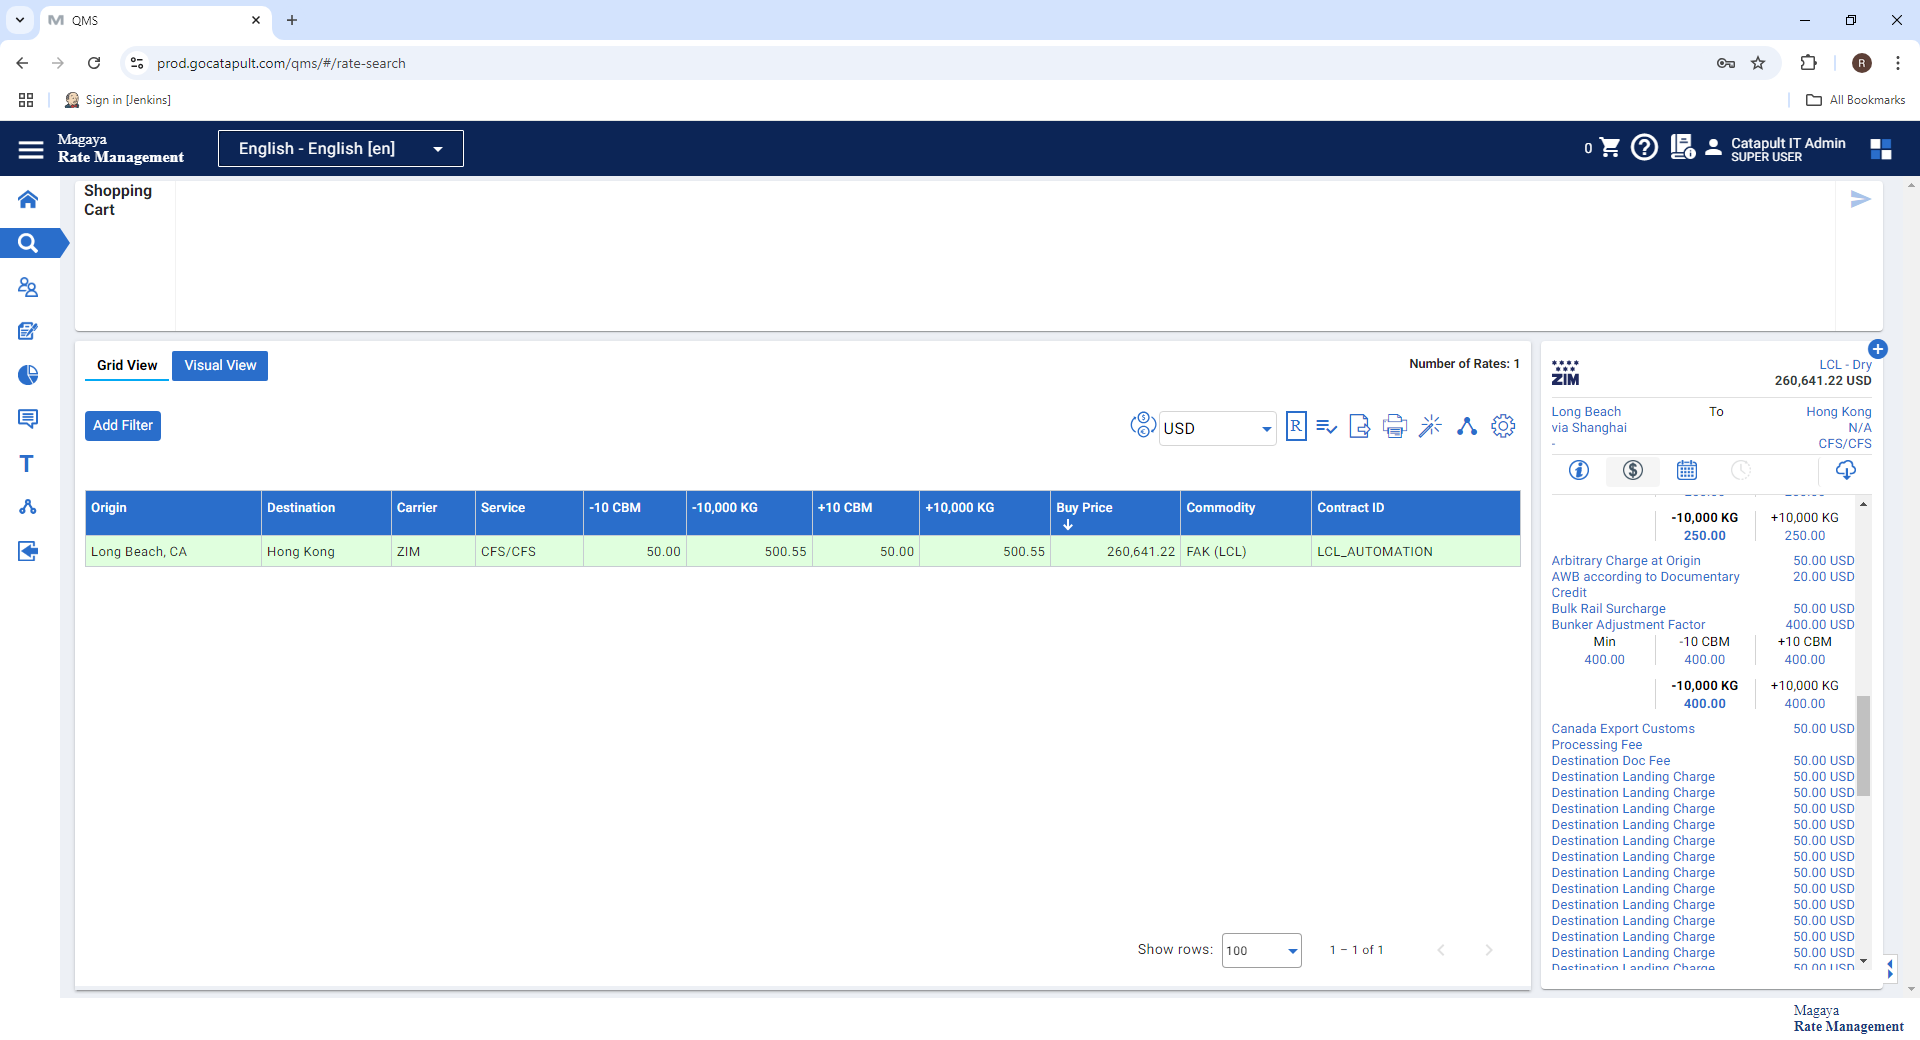 QMS
prod.gocatapult.com/qms/#/rate-search
R
Sign in [Jenkins]
All Bookmarks
Magaya
Rate Management
English - English [en]
0
Catapult IT Admin
SUPER USER
Shopping
Cart
Grid View
Visual View
Number of Rates: 1
Add Filter
USD
R
Origin
Destination
Carrier
Service
-10 CBM
-10,000 KG
+10 CBM
+10,000 KG
Buy Price
Commodity
Contract ID
Long Beach, CA
Hong Kong
ZIM
CFS/CFS
50.00
500.55
50.00
500.55
260,641.22
FAK (LCL)
LCL_AUTOMATION
Show rows:
100
1 – 1 of 1
ZIM
LCL - Dry
260,641.22 USD
Long Beach
To
Hong Kong
via Shanghai
N/A
-
CFS/CFS
-10,000 KG
+10,000 KG
250.00
250.00
Arbitrary Charge at Origin
50.00 USD
AWB according to Documentary
20.00 USD
Credit
Bulk Rail Surcharge
50.00 USD
Bunker Adjustment Factor
400.00 USD
Min
-10 CBM
+10 CBM
400.00
400.00
400.00
-10,000 KG
+10,000 KG
400.00
400.00
Canada Export Customs
50.00 USD
Processing Fee
Destination Doc Fee
50.00 USD
Destination Landing Charge
50.00 USD
Destination Landing Charge
50.00 USD
Destination Landing Charge
50.00 USD
Destination Landing Charge
50.00 USD
Destination Landing Charge
50.00 USD
Destination Landing Charge
50.00 USD
Destination Landing Charge
50.00 USD
Destination Landing Charge
50.00 USD
Destination Landing Charge
50.00 USD
Destination Landing Charge
50.00 USD
Destination Landing Charge
50.00 USD
Destination Landing Charge
50.00 USD
Destination Landing Charge
50.00 USD
Magaya
Rate Management